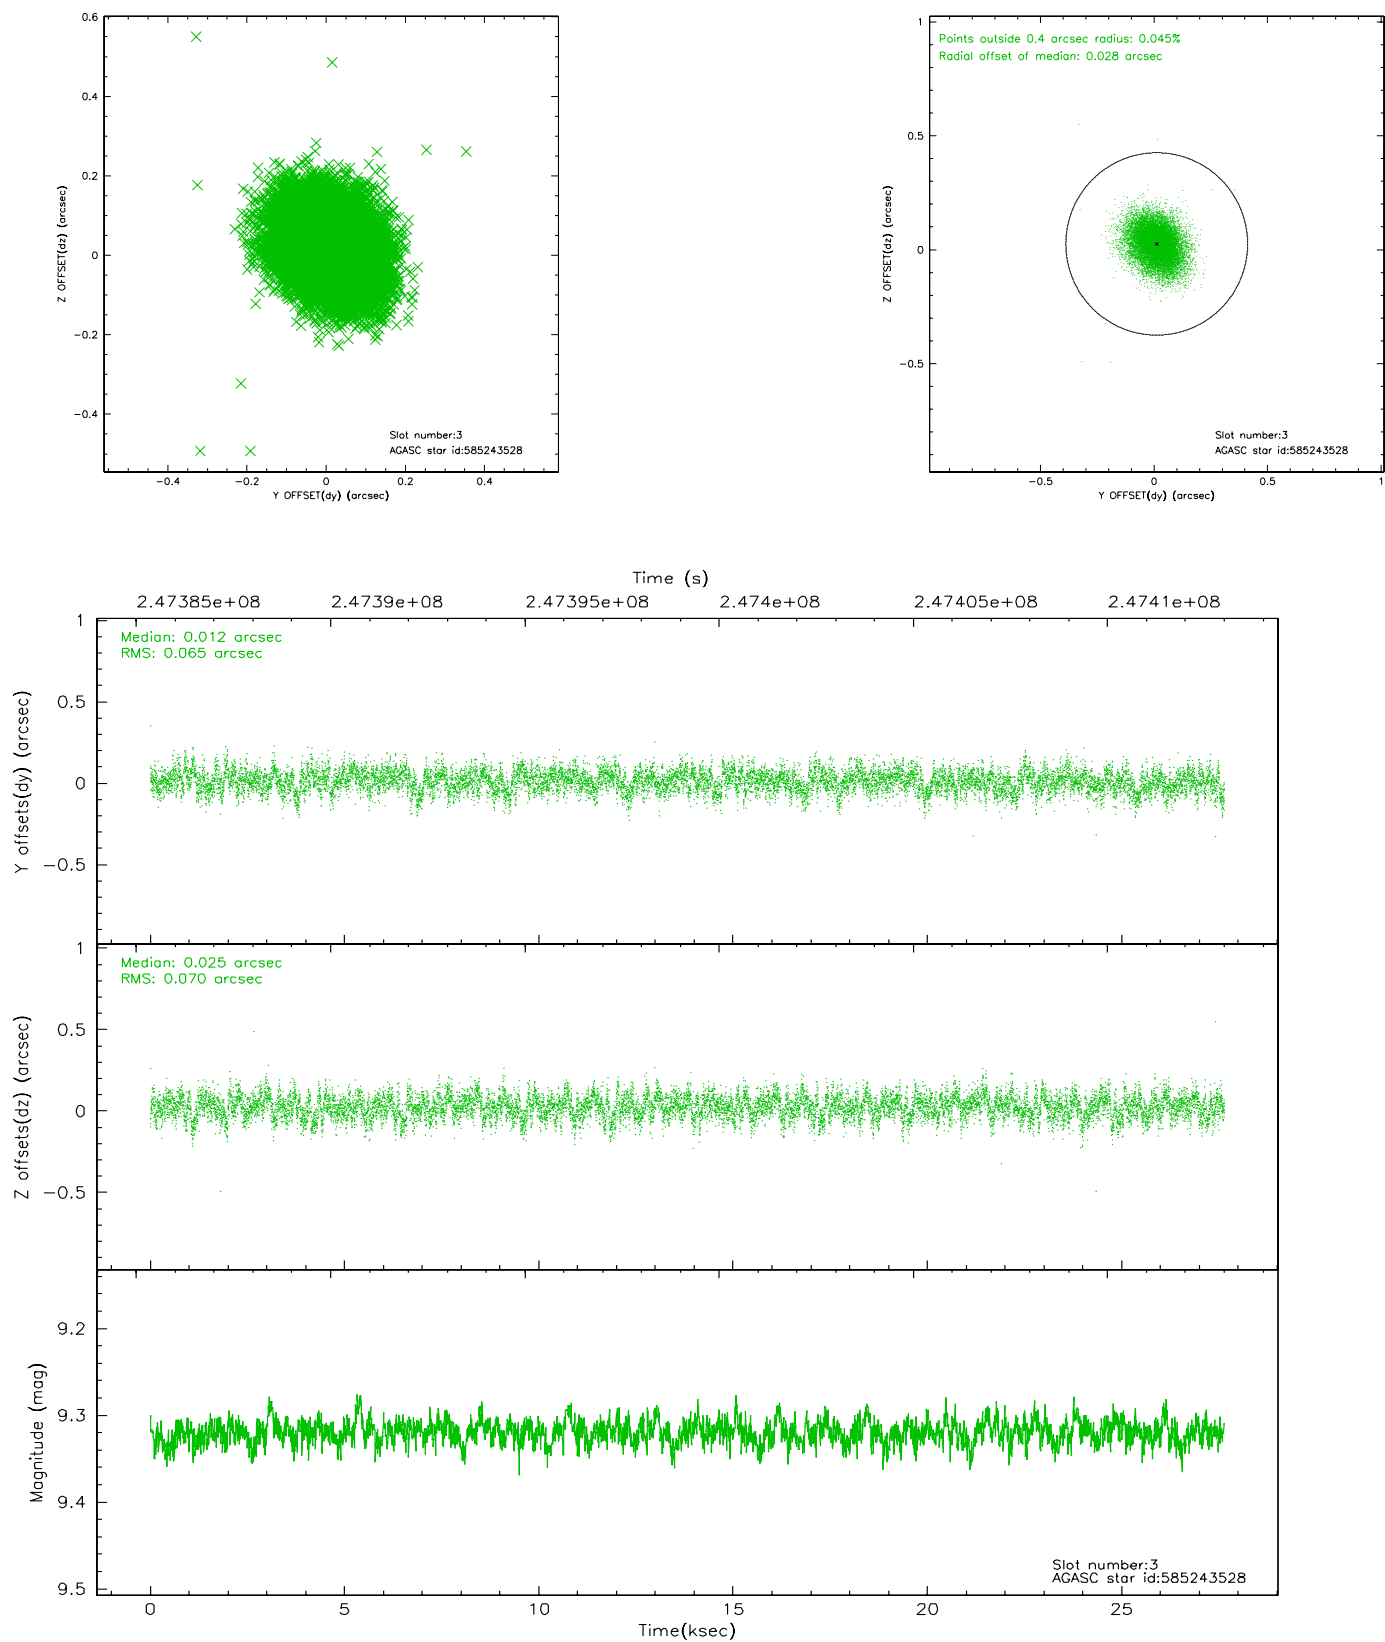 0.6
0.4
0.2
0
−0.2
−0.4
Z OFFSET(dz) (arcsec)
−0.4 −0.2 0 0.2 0.4
Y OFFSET(dy) (arcsec)
Slot number:3
AGASC star id:585243528
Points outside 0.4 arcsec radius: 0.045%
Radial offset of median: 0.028 arcsec
1
0.5
0
−0.5
Z OFFSET(dz) (arcsec)
−0.5 0 0.5 1
Y OFFSET(dy) (arcsec)
Slot number:3
AGASC star id:585243528
Time (s)
2.47385e+08 2.4739e+08 2.47395e+08 2.474e+08 2.47405e+08 2.4741e+08
Median: 0.012 arcsec
RMS: 0.065 arcsec
1
0.5
0
−0.5
Y offsets(dy) (arcsec)
Median: 0.025 arcsec
RMS: 0.070 arcsec
1
0.5
0
−0.5
Z offsets(dz) (arcsec)
9.2
9.3
9.4
9.5
Magnitude (mag)
Slot number:3
AGASC star id:585243528
0 5 10 15 20 25
Time(ksec)